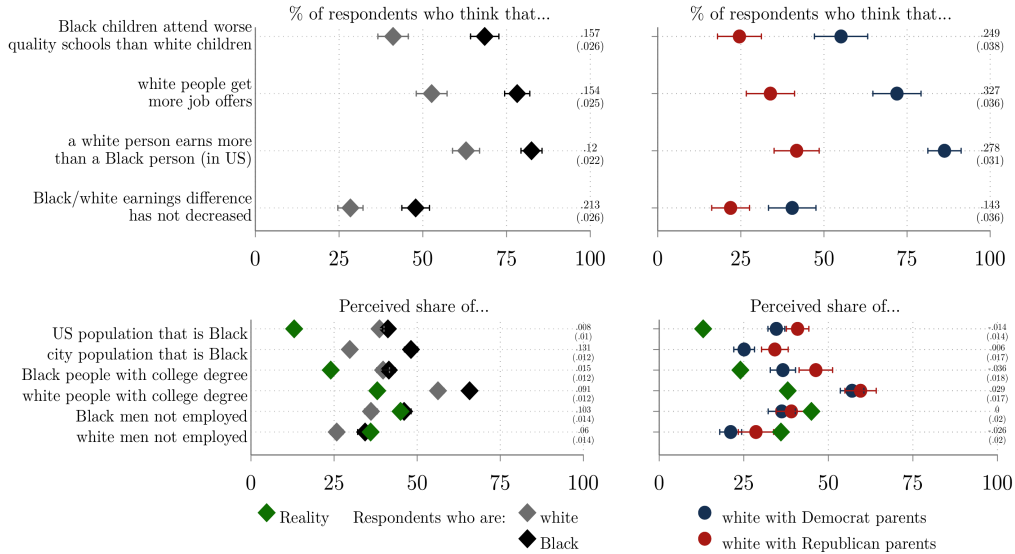 % of respondents who think that...
Black children attend worse
quality schools than white children
.157
(.026)
white people get
more job offers
.154
(.025)
a white person earns more
than a Black person (in US)
.12
(.022)
Black/white earnings difference
has not decreased
.213
(.026)
0 25 50 75 100
% of respondents who think that...
.249
(.038)
.327
(.036)
.278
(.031)
.143
(.036)
0 25 50 75 100
Perceived share of...
US population that is Black
.008
(.01)
city population that is Black
.131
(.012)
Black people with college degree
.015
(.012)
white people with college degree
.091
(.012)
Black men not employed
.103
(.014)
white men not employed
.06
(.014)
0 25 50 75 100
Perceived share of...
-.014
(.014)
.006
(.017)
-.036
(.018)
.029
(.017)
0
(.02)
-.026
(.02)
0 25 50 75 100
Reality
Respondents who are:
white
Black
white with Democrat parents
white with Republican parents